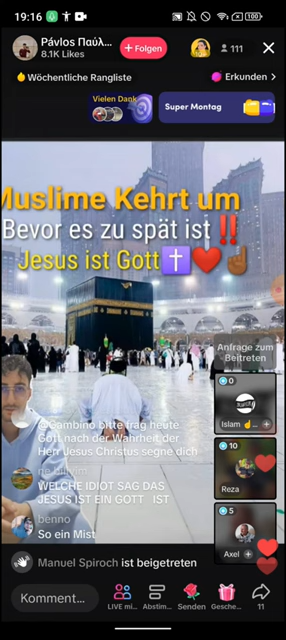 19:16
100
Pávlos Παύλ...
8.1K Likes
+ Folgen
111
Wöchentliche Rangliste
Erkunden >
Vielen Dank
Super Montag
Muslime Kehrt um
Bevor es zu spät ist‼️
Jesus ist Gott✝️❤️☝🏾
Anfrage zum
Beitreten
0
Islam ☝...
10
Reza
5
Axel
@Gambino bitte frag heute
Gott nach der Wahrheit der
Herr Jesus Christus segne dich
WELCHE IDIOT SAG DAS
JESUS IST EIN GOTT IST
benno
So ein Mist
Manuel Spiroch ist beigetreten
Komment...
LIVE mi...
Abstim...
Senden
Gesche...
11